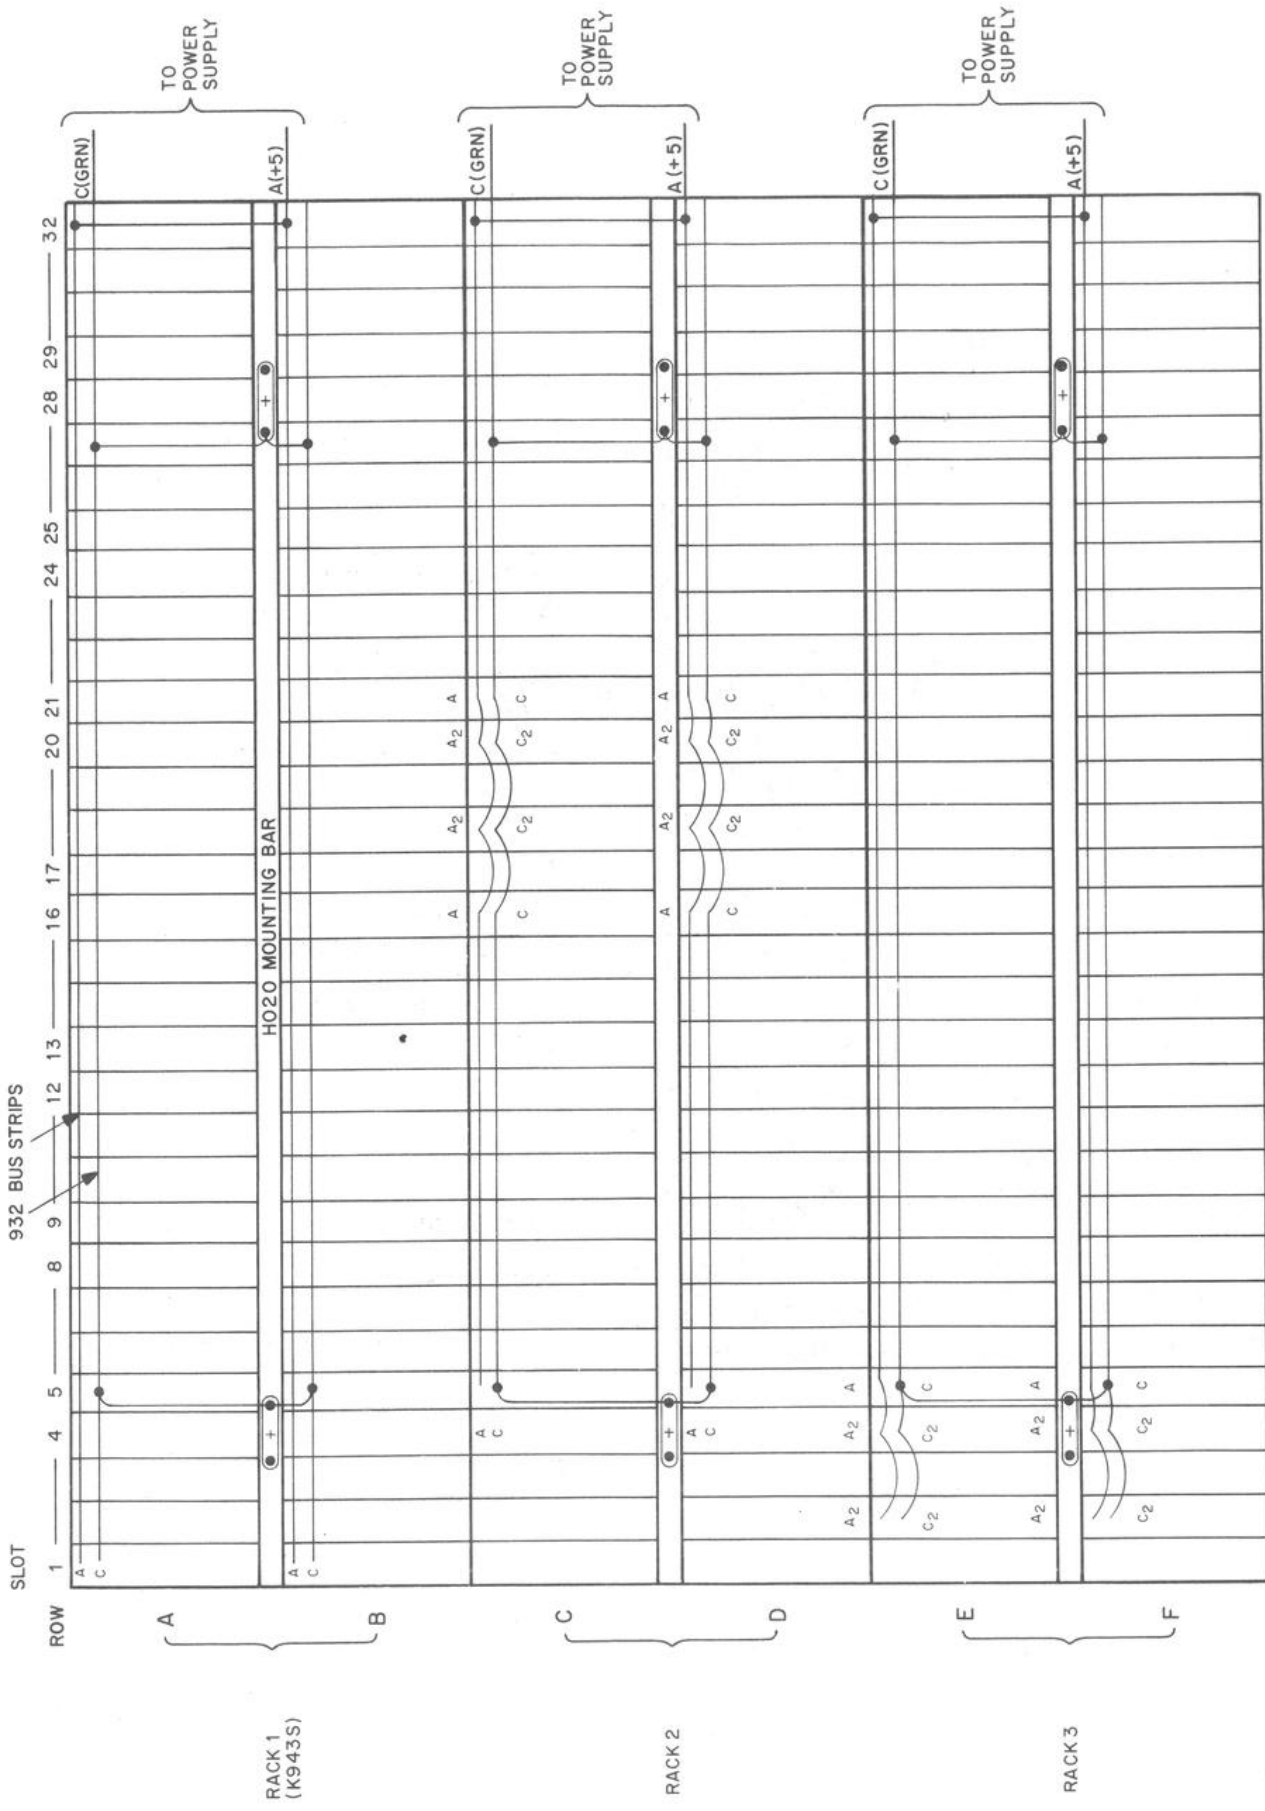 932 BUS STRIPS
SLOT
ROW
1 4 5 8 9 12 13 16 17 20 21 24 25 28 29 32
A
C
C(GRN)
TO
POWER
SUPPLY
A
RACK 1
(K943S)
H020 MOUNTING BAR
+
+
A
C
A(+5)
B
A A2 A2 A
C C2 C2 C
C(GRN)
TO
POWER
SUPPLY
A
C
C
RACK 2
+
+
A A2 A2 A
A
C
C C2 C2 C
A(+5)
D
A2 A2 A
C2 C2 C
C(GRN)
TO
POWER
SUPPLY
E
RACK 3
A2 A2 A
+
+
C2 C2 C
A(+5)
F